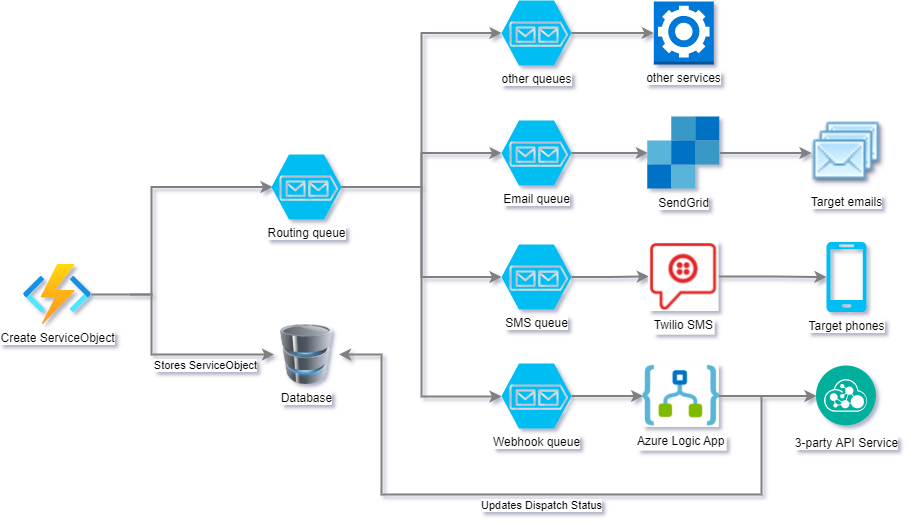 other queues
other services
Email queue
SendGrid
Target emails
Routing queue
SMS queue
Twilio SMS
Target phones
Create ServiceObject
Stores ServiceObject
Database
Webhook queue
Azure Logic App
3-party API Service
Updates Dispatch Status